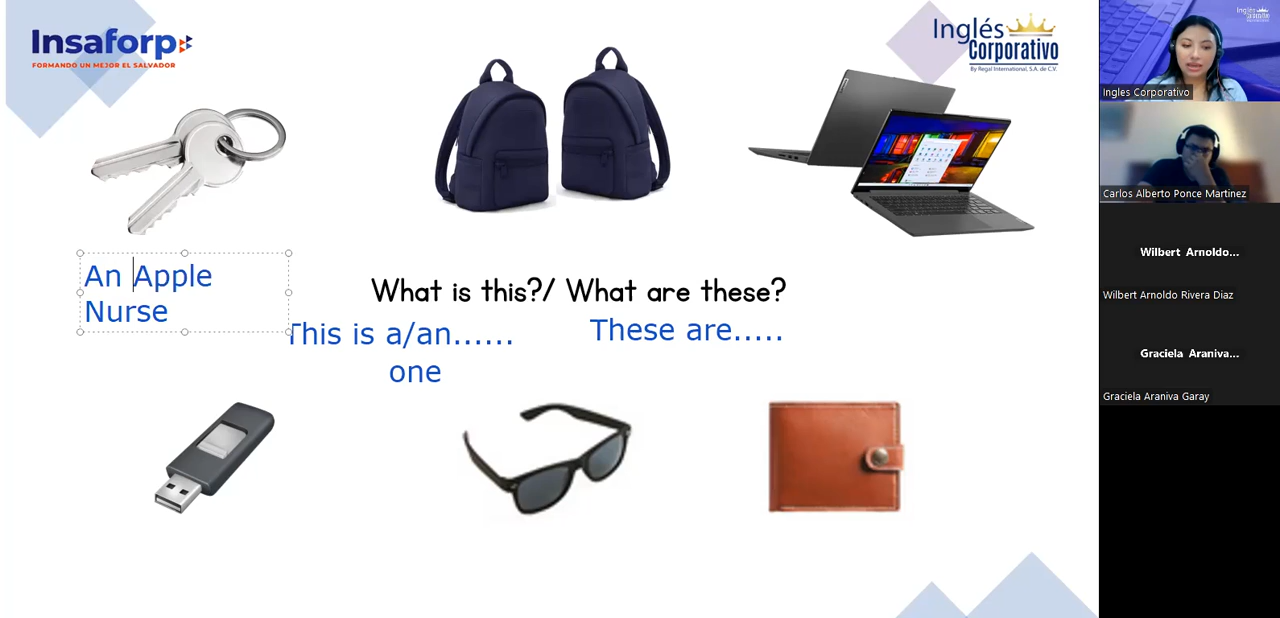 Insaforp
FORMANDO UN MEJOR EL SALVADOR
Inglés
Corporativo
By Regal International, S.A. de C.V.
An Apple
Nurse
What is this?/ What are these?
This is a/an......
one
These are.....
Ingles Corporativo
Carlos Alberto Ponce Martinez
Wilbert Arnoldo...
Wilbert Arnoldo Rivera Diaz
Graciela Araniva...
Graciela Araniva Garay